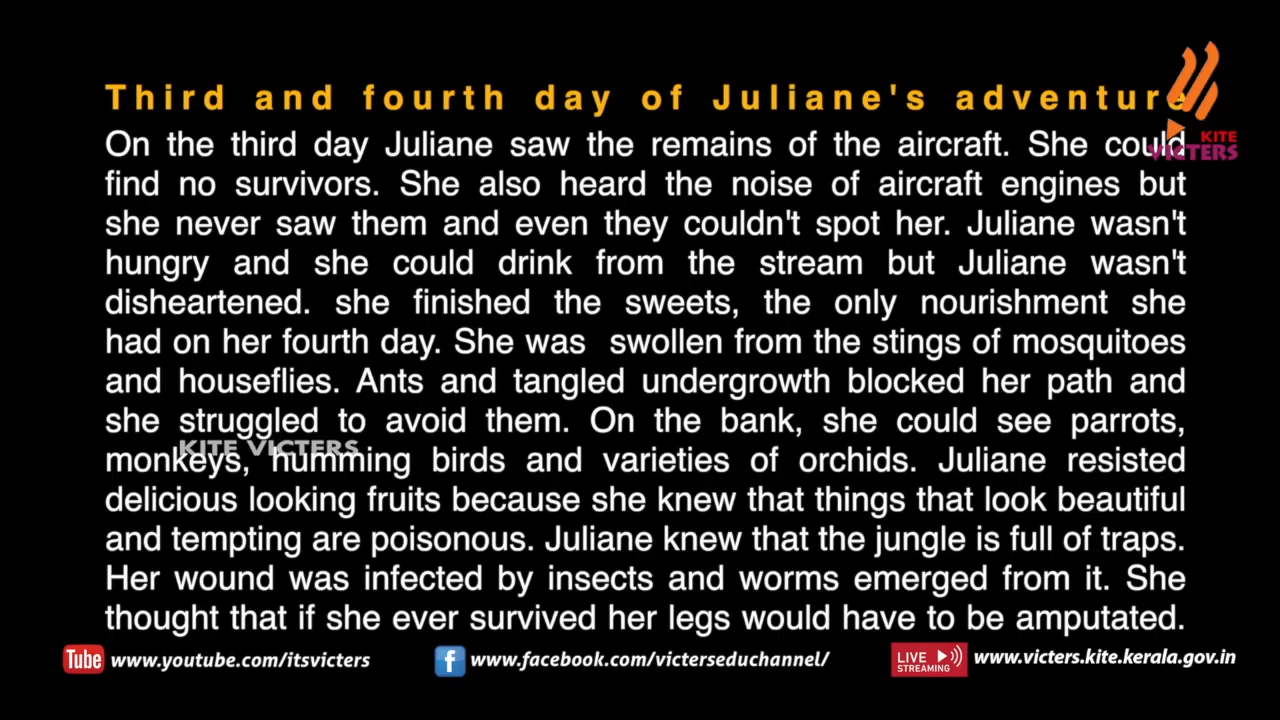 Third and fourth day of Juliane's adventure
On the third day Juliane saw the remains of the aircraft. She could
find no survivors. She also heard the noise of aircraft engines but
she never saw them and even they couldn't spot her. Juliane wasn't
hungry and she could drink from the stream but Juliane wasn't
disheartened. she finished the sweets, the only nourishment she
had on her fourth day. She was swollen from the stings of mosquitoes
and houseflies. Ants and tangled undergrowth blocked her path and
she struggled to avoid them. On the bank, she could see parrots,
monkeys, humming birds and varieties of orchids. Juliane resisted
delicious looking fruits because she knew that things that look beautiful
and tempting are poisonous. Juliane knew that the jungle is full of traps.
Her wound was infected by insects and worms emerged from it. She
thought that if she ever survived her legs would have to be amputated.
KITE
VICTERS
KITE VICTERS
Tube www.youtube.com/itsvicters
f www.facebook.com/victerseduchannel/
LIVE
STREAMING
www.victers.kite.kerala.gov.in